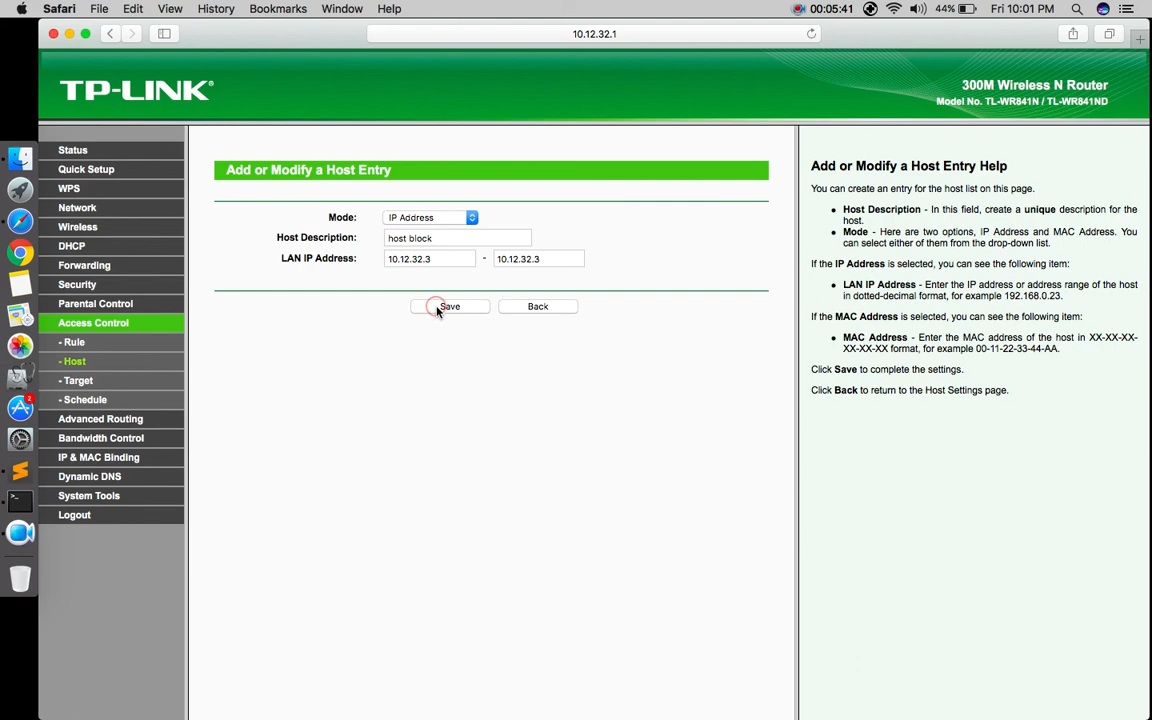 Safari File Edit View History Bookmarks Window Help 00:05:41 44% Fri 10:01 PM
10.12.32.1
TP-LINK®
300M Wireless N Router
Model No. TL-WR841N / TL-WR841ND
Status
Quick Setup
WPS
Network
Wireless
DHCP
Forwarding
Security
Parental Control
Access Control
- Rule
- Host
- Target
- Schedule
Advanced Routing
Bandwidth Control
IP & MAC Binding
Dynamic DNS
System Tools
Logout
2
Add or Modify a Host Entry
Mode: IP Address
Host Description: host block
LAN IP Address: 10.12.32.3 - 10.12.32.3
Save Back
Add or Modify a Host Entry Help
You can create an entry for the host list on this page.
Host Description - In this field, create a unique description for the
host.
Mode - Here are two options, IP Address and MAC Address. You
can select either of them from the drop-down list.
If the IP Address is selected, you can see the following item:
LAN IP Address - Enter the IP address or address range of the host
in dotted-decimal format, for example 192.168.0.23.
If the MAC Address is selected, you can see the following item:
MAC Address - Enter the MAC address of the host in XX-XX-XX-
XX-XX-XX format, for example 00-11-22-33-44-AA.
Click Save to complete the settings.
Click Back to return to the Host Settings page.